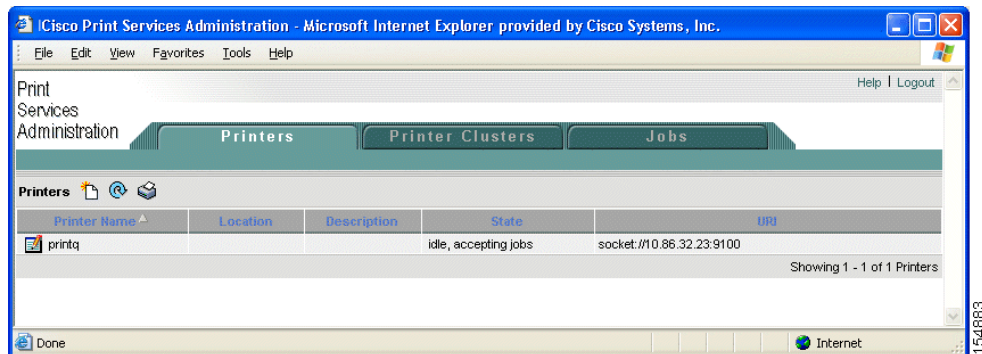 Cisco Print Services Administration - Microsoft Internet Explorer provided by Cisco Systems, Inc.
File Edit View Favorites Tools Help
Help | Logout
Print
Services
Administration
Printers Printer Clusters Jobs
Printers
Printer Name Location Description State URI
printq idle, accepting jobs socket://10.86.32.23:9100
Showing 1 - 1 of 1 Printers
Done Internet
154883